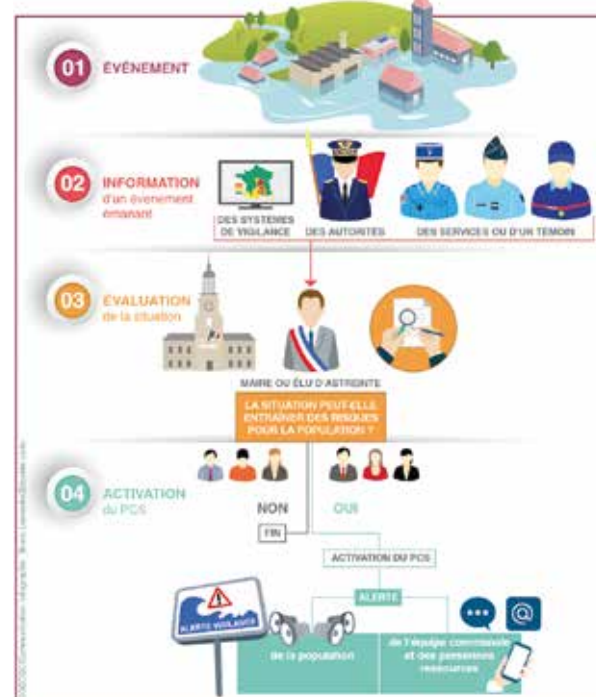 01 ÉVÉNEMENT
02 INFORMATION
d'un événement
émanant
DES SYSTÈMES
DE VIGILANCE
DES AUTORITÉS
DES SERVICES OU D'UN TÉMOIN
03 ÉVALUATION
de la situation
MAIRE OU ÉLU D'ASTREINTE
LA SITUATION PEUT-ELLE
ENTRAÎNER DES RISQUES
POUR LA POPULATION ?
04 ACTIVATION
du PCS
NON
OUI
FIN
ACTIVATION DU PCS
ALERTE
ALERTE VIGILANCE
de la population
de l'équipe communale
et des personnes
ressources
@